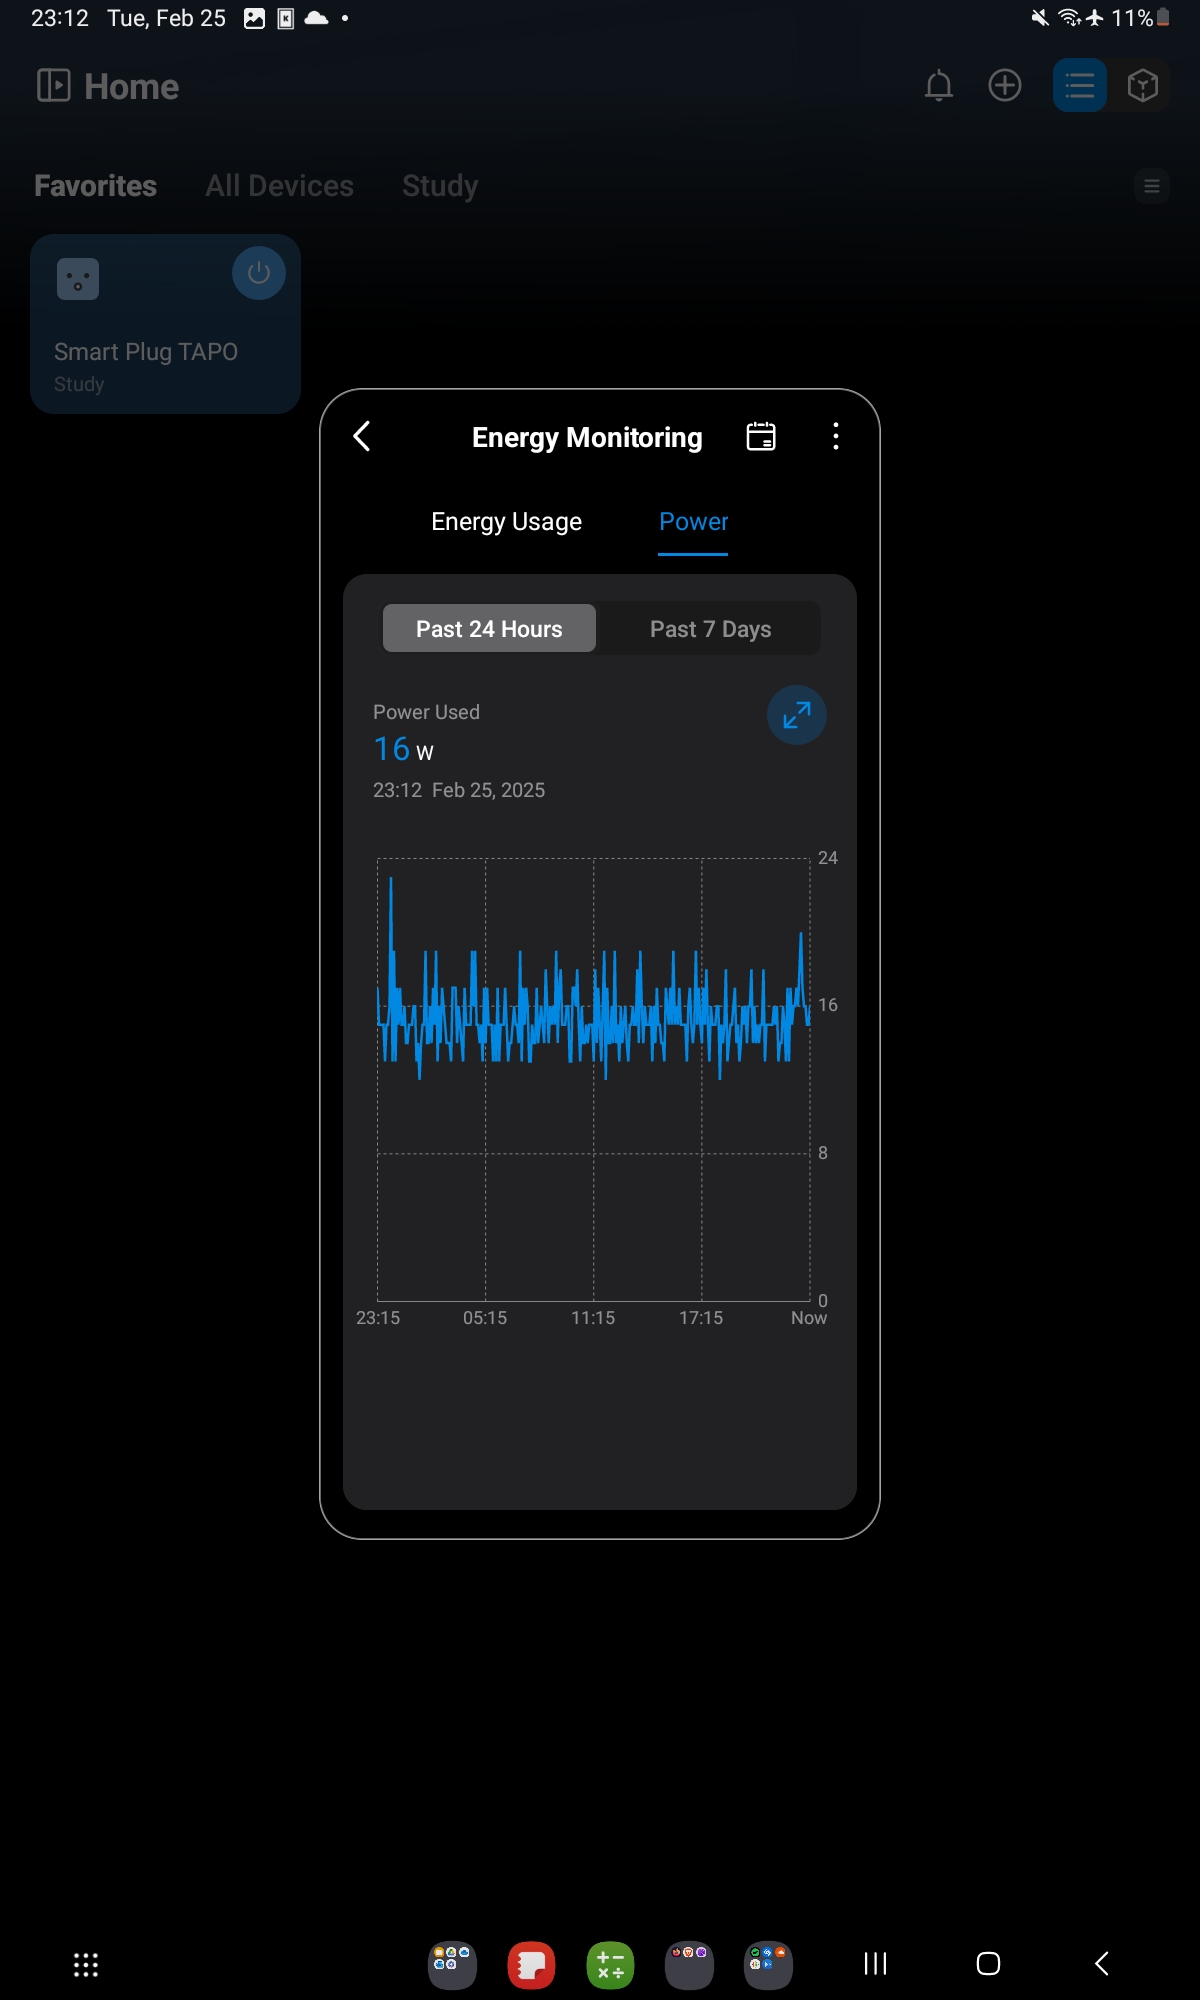 23:12 Tue, Feb 25
11%
Home
Favorites All Devices Study
Smart Plug TAPO
Study
Energy Monitoring
Energy Usage Power
Past 24 Hours Past 7 Days
Power Used
16 W
23:12 Feb 25, 2025
24
16
8
0
23:15 05:15 11:15 17:15 Now